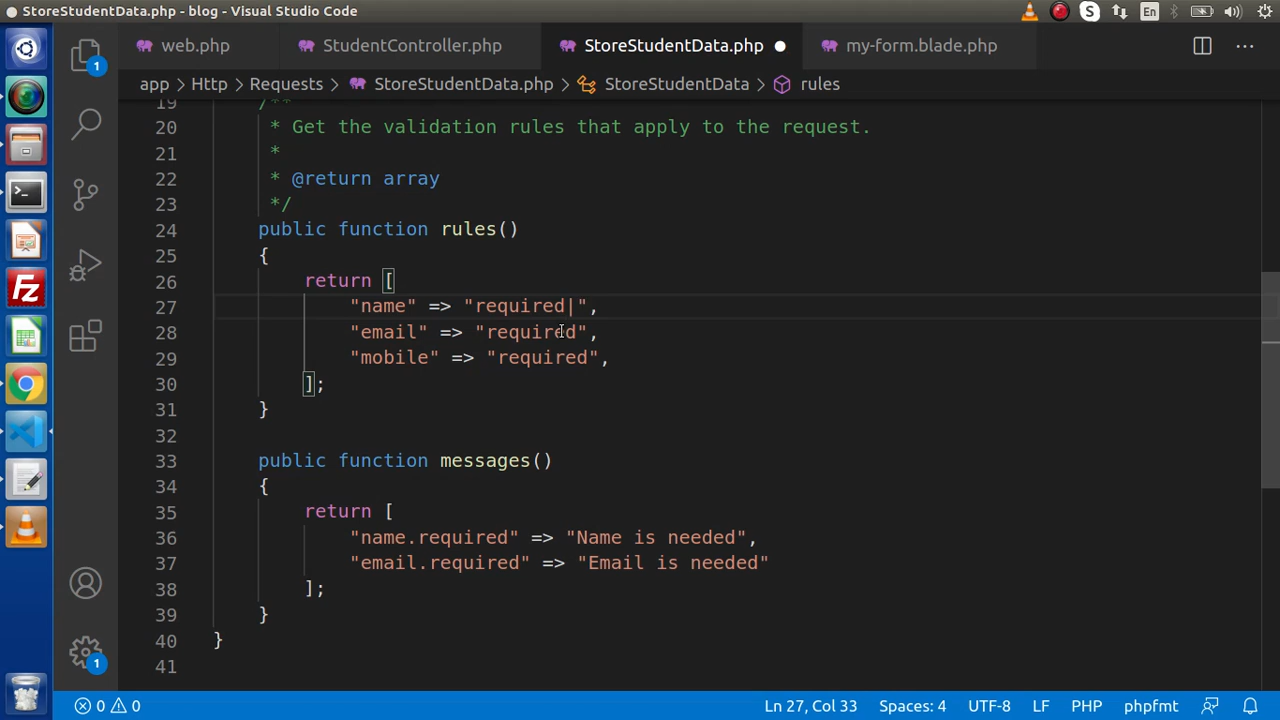 StoreStudentData.php - blog - Visual Studio Code
En
web.php
StudentController.php
StoreStudentData.php
my-form.blade.php
app > Http > Requests > StoreStudentData.php > StoreStudentData > rules
19 /**
20 * Get the validation rules that apply to the request.
21 *
22 * @return array
23 */
24 public function rules()
25 {
26 return [
27 "name" => "required|",
28 "email" => "required",
29 "mobile" => "required",
30 ];
31 }
32
33 public function messages()
34 {
35 return [
36 "name.required" => "Name is needed",
37 "email.required" => "Email is needed"
38 ];
39 }
40 }
41
1
1
0 0
Ln 27, Col 33
Spaces: 4
UTF-8
LF
PHP
phpfmt